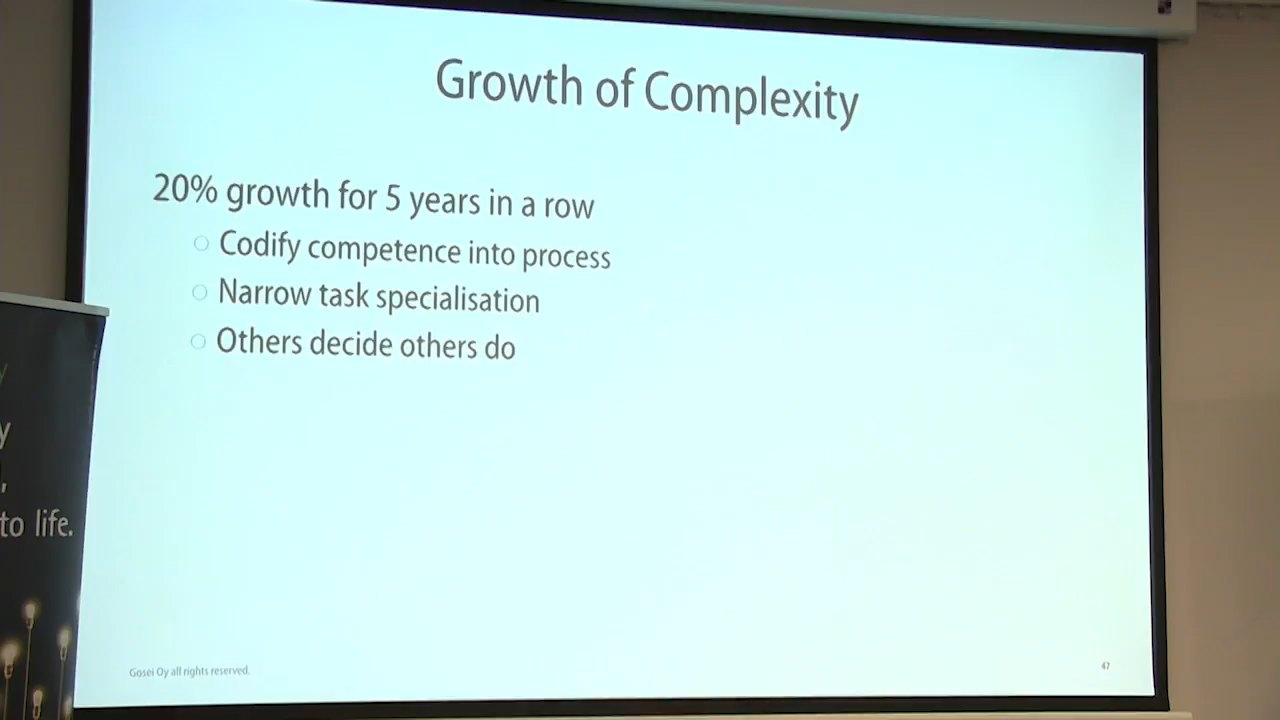 Growth of Complexity
20% growth for 5 years in a row
Codify competence into process
Narrow task specialisation
Others decide others do
to life.
Gosei Oy all rights reserved.
47